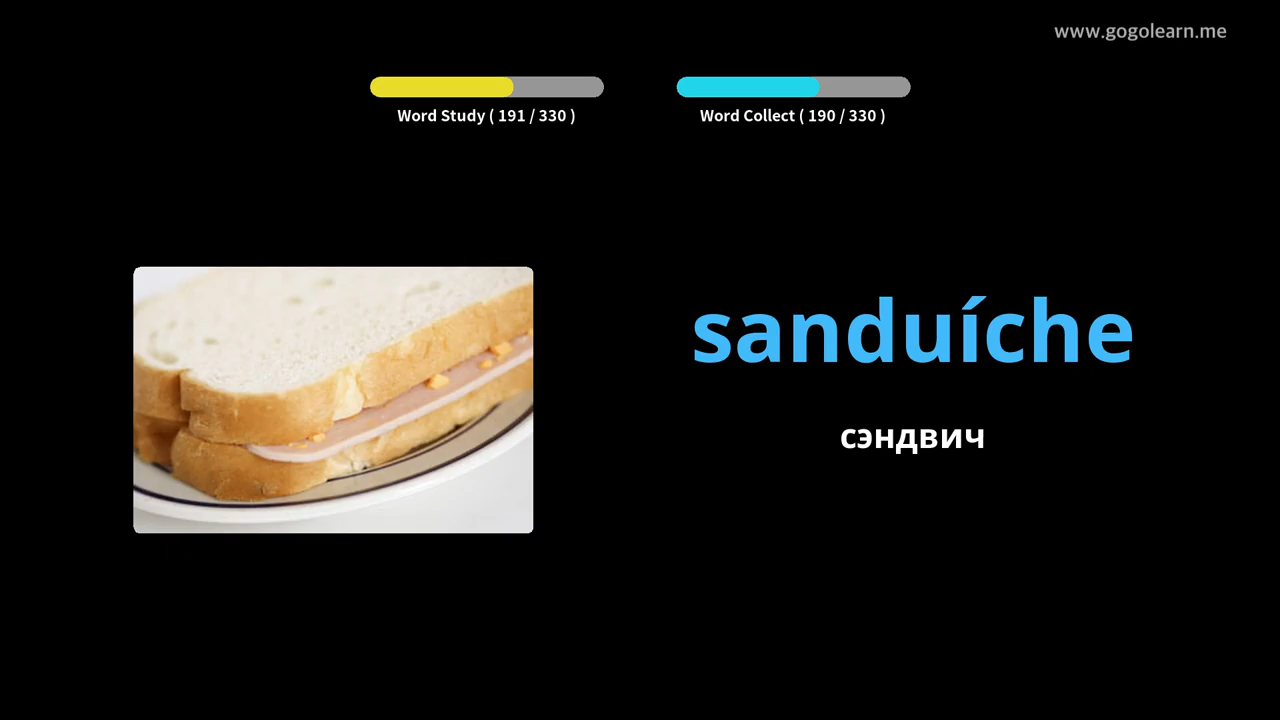 www.gogolearn.me
Word Study ( 191 / 330 )
Word Collect ( 190 / 330 )
sanduíche
сэндвич